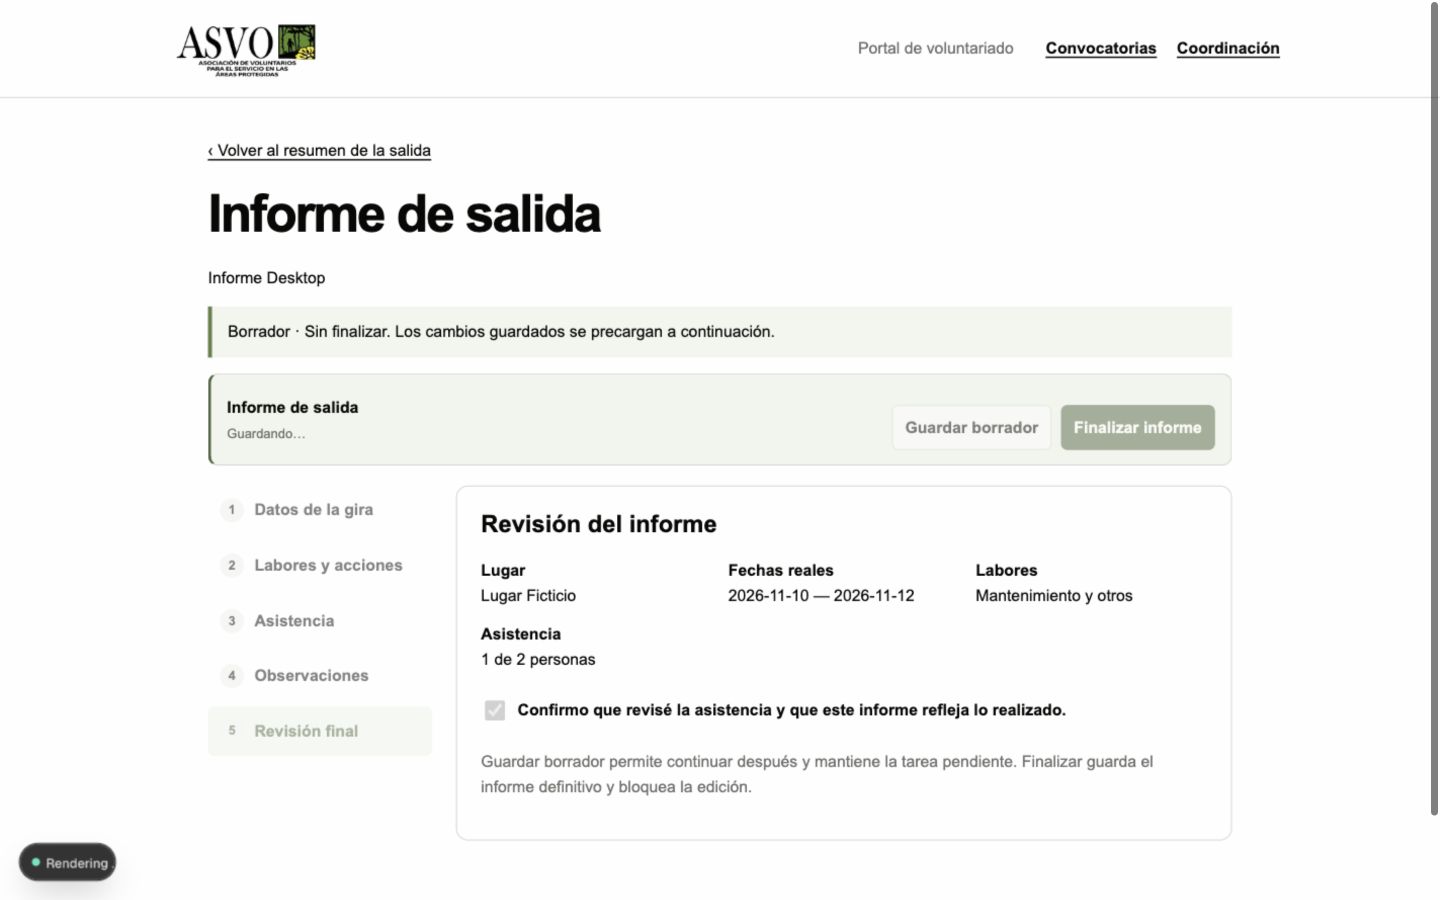 ASVO
ASOCIACIÓN DE VOLUNTARIOS
PARA EL SERVICIO EN LAS
ÁREAS PROTEGIDAS
Portal de voluntariado
Convocatorias
Coordinación
‹ Volver al resumen de la salida
Informe de salida
Informe Desktop
Borrador · Sin finalizar. Los cambios guardados se precargan a continuación.
Informe de salida
Guardando…
Guardar borrador
Finalizar informe
1 Datos de la gira
2 Labores y acciones
3 Asistencia
4 Observaciones
5 Revisión final
Revisión del informe
Lugar
Lugar Ficticio
Fechas reales
2026-11-10 — 2026-11-12
Labores
Mantenimiento y otros
Asistencia
1 de 2 personas
Confirmo que revisé la asistencia y que este informe refleja lo realizado.
Guardar borrador permite continuar después y mantiene la tarea pendiente. Finalizar guarda el
informe definitivo y bloquea la edición.
Rendering